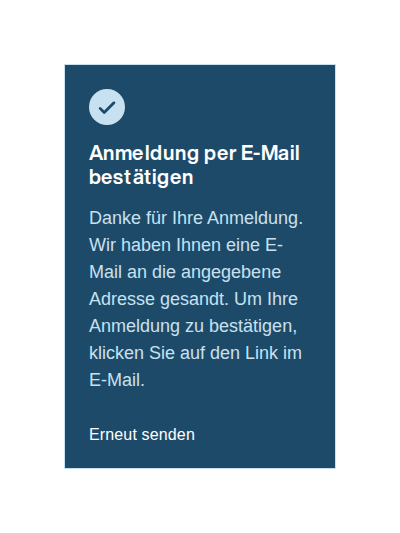 Anmeldung per E-Mail
bestätigen
Danke für Ihre Anmeldung.
Wir haben Ihnen eine E-
Mail an die angegebene
Adresse gesandt. Um Ihre
Anmeldung zu bestätigen,
klicken Sie auf den Link im
E-Mail.
Erneut senden